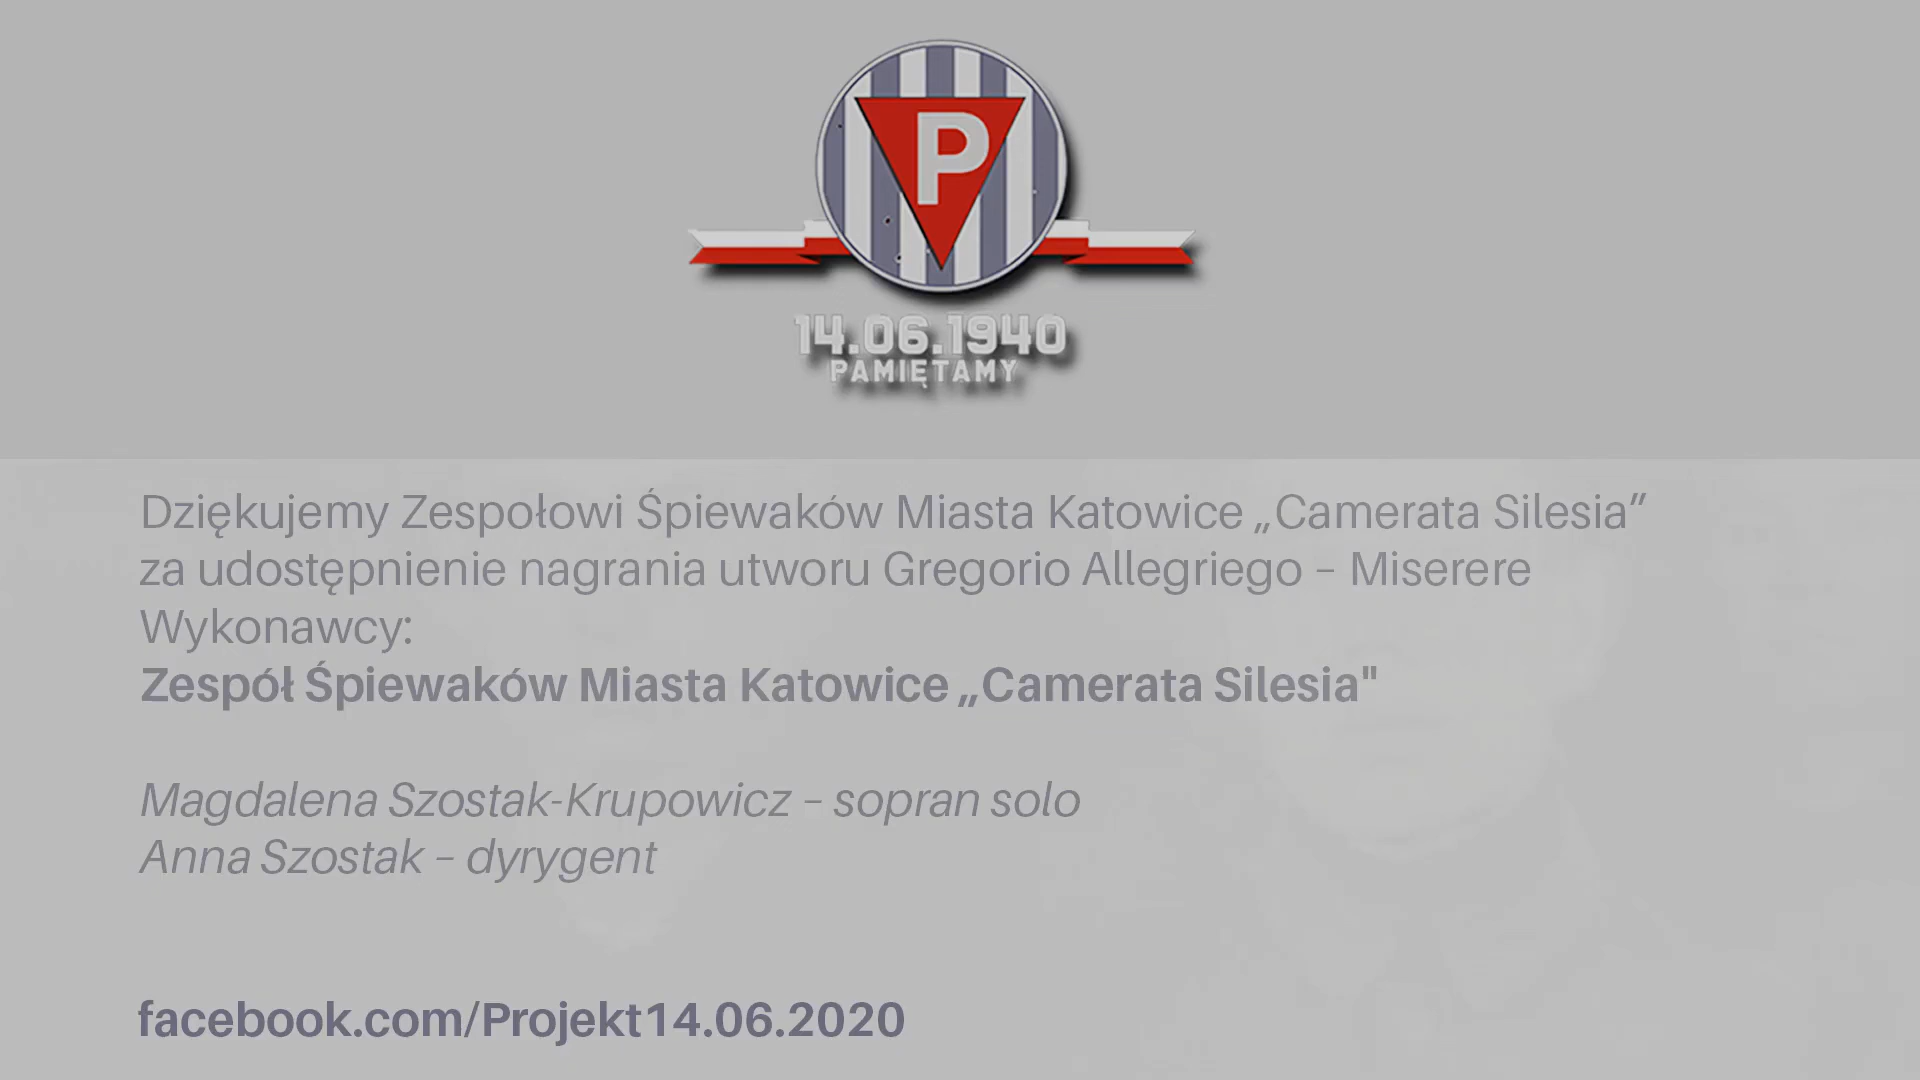 P
14.06.1940
PAMIĘTAMY
Dziękujemy Zespołowi Śpiewaków Miasta Katowice „Camerata Silesia”
za udostępnienie nagrania utworu Gregorio Allegriego – Miserere
Wykonawcy:
Zespół Śpiewaków Miasta Katowice „Camerata Silesia"
Magdalena Szostak-Krupowicz – sopran solo
Anna Szostak – dyrygent
facebook.com/Projekt14.06.2020